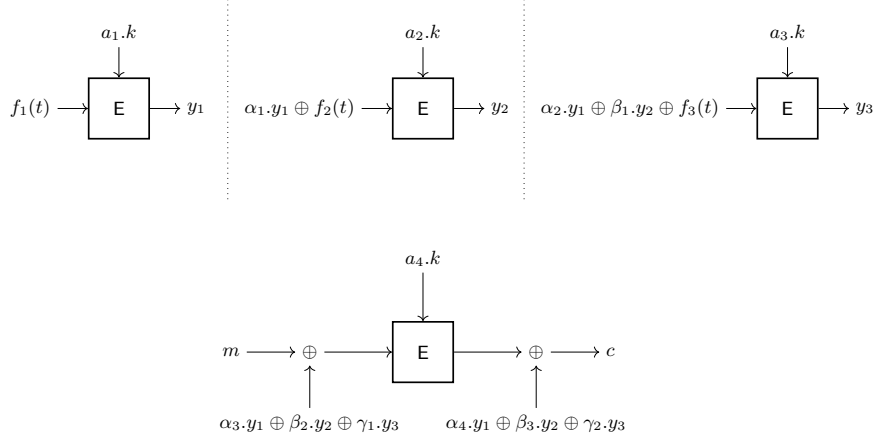 a₁.k a₂.k a₃.k
f₁(t) E y₁ α₁.y₁ ⊕ f₂(t) E y₂ α₂.y₁ ⊕ β₁.y₂ ⊕ f₃(t) E y₃
a₄.k
m ⊕ E ⊕ c
α₃.y₁ ⊕ β₂.y₂ ⊕ γ₁.y₃ α₄.y₁ ⊕ β₃.y₂ ⊕ γ₂.y₃